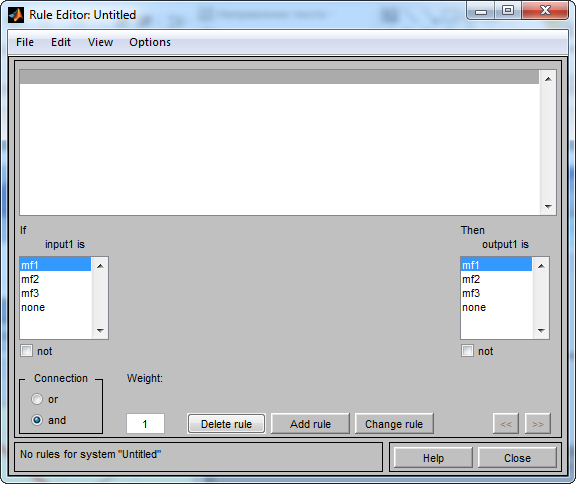 Rule Editor: Untitled
File Edit View Options
If
Then
input1 is
output1 is
mf1
mf2
mf3
none
mf1
mf2
mf3
none
not
not
Connection
or
and
Weight:
1
Delete rule
Add rule
Change rule
<<
>>
No rules for system "Untitled"
Help
Close